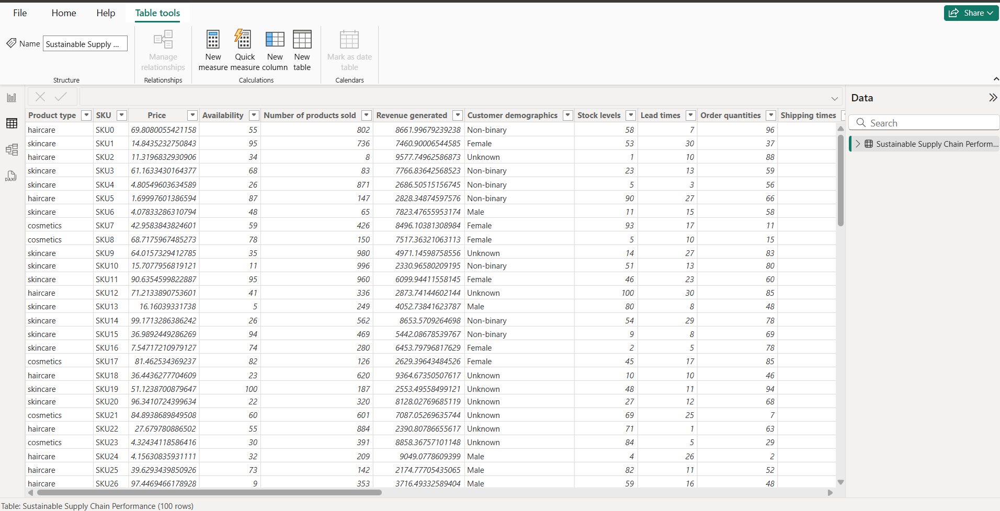 File Home Help Table tools Share
Name Sustainable Supply ...
Manage relationships
New measure
Quick measure
New column
New table
Mark as date table
Structure Relationships Calculations Calendars
Data
Search
Sustainable Supply Chain Perform...
DAX
Product type SKU Price Availability Number of products sold Revenue generated Customer demographics Stock levels Lead times Order quantities Shipping times
haircare SKU0 69.8080055421158 55 802 8661.99679239238 Non-binary 58 7 96
skincare SKU1 14.8435232750843 95 736 7460.90006544585 Female 53 30 37
haircare SKU2 11.3196832930906 34 8 9577.74962586873 Unknown 1 10 88
skincare SKU3 61.1633430164377 68 83 7766.83642568523 Non-binary 23 13 59
skincare SKU4 4.80549603634589 26 871 2686.50515156745 Non-binary 5 3 56
haircare SKU5 1.69997601386594 87 147 2828.34874597576 Non-binary 90 27 66
skincare SKU6 4.07833286310794 48 65 7823.47655953174 Male 11 15 58
cosmetics SKU7 42.9583843824601 59 426 8496.10381308984 Female 93 17 11
cosmetics SKU8 68.7175967485273 78 150 7517.36321063113 Female 5 10 15
skincare SKU9 64.0157329412785 35 980 4971.14598758556 Unknown 14 27 83
skincare SKU10 15.7077956819121 11 996 2330.96580209195 Non-binary 51 13 80
skincare SKU11 90.6354599822887 95 960 6099.94411558145 Female 46 23 60
haircare SKU12 71.2133890753601 41 336 2873.74144602144 Unknown 100 30 85
skincare SKU13 16.16039331738 5 249 4052.73841623787 Male 80 8 48
skincare SKU14 99.1713286386242 26 562 8653.5709264698 Non-binary 54 29 78
skincare SKU15 36.9892449286269 94 469 5442.08678539767 Non-binary 9 8 69
skincare SKU16 7.54717210979127 74 280 6453.79796817629 Female 2 5 78
cosmetics SKU17 81.462534369237 82 126 2629.39643484526 Female 45 17 85
haircare SKU18 36.4436277704609 23 620 9364.67350507617 Unknown 10 10 46
skincare SKU19 51.1238700879647 100 187 2553.49558499121 Unknown 48 11 94
skincare SKU20 96.3410724399634 22 320 8128.02769685119 Unknown 27 12 68
cosmetics SKU21 84.8938689849508 60 601 7087.05269635744 Unknown 69 25 7
haircare SKU22 27.679780886502 55 884 2390.80786655617 Unknown 71 1 63
cosmetics SKU23 4.32434118586416 30 391 8858.36757101148 Unknown 84 5 29
haircare SKU24 4.15630835931111 32 209 9049.0778609399 Male 4 26 2
haircare SKU25 39.6293439850926 73 142 2174.77705435065 Male 82 11 52
haircare SKU26 97.4469466178928 9 353 3716.49332589404 Male 59 16 48
Table: Sustainable Supply Chain Performance (100 rows)